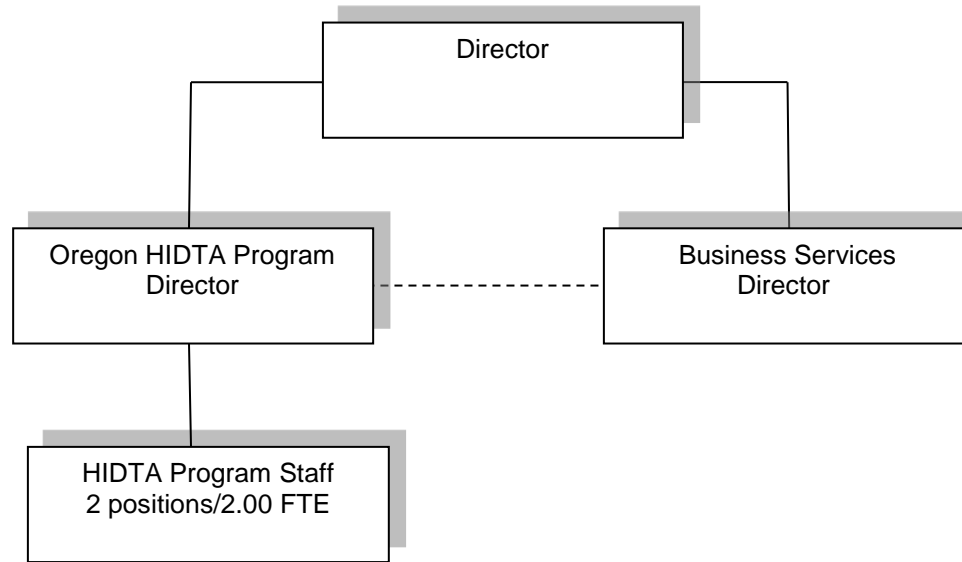 Director
Oregon HIDTA Program
Director
Business Services
Director
HIDTA Program Staff
2 positions/2.00 FTE